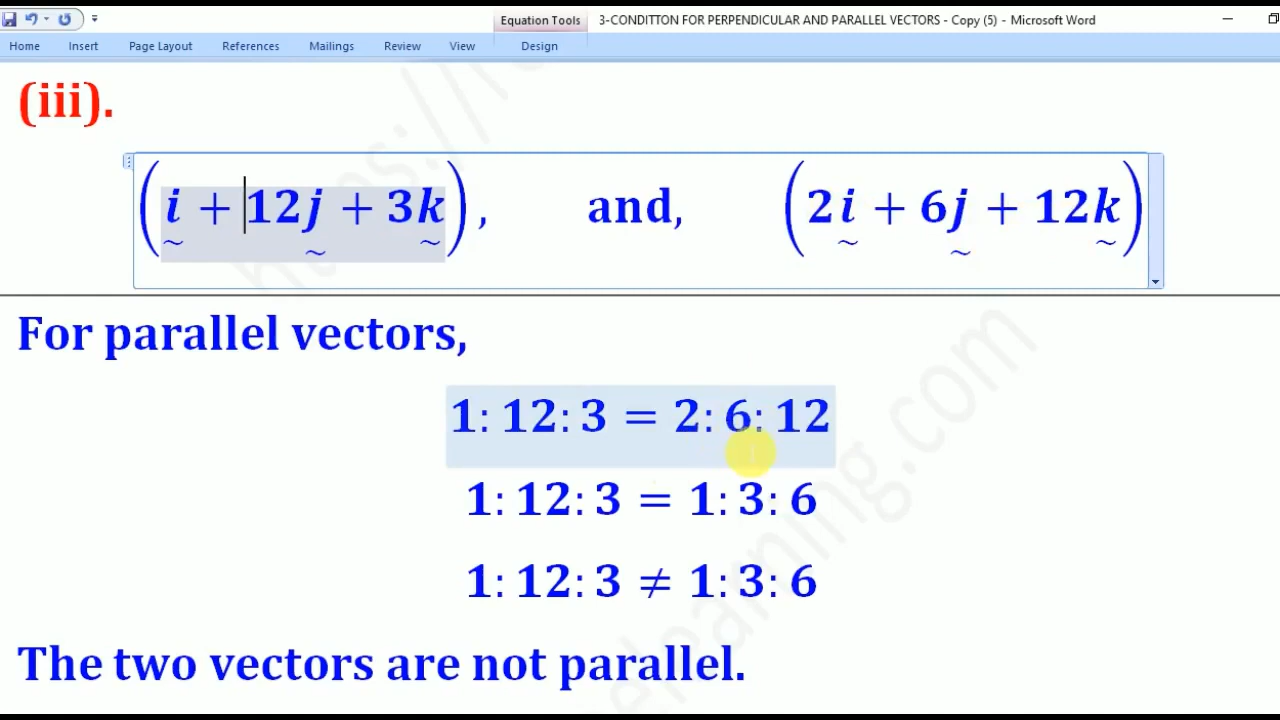 Equation Tools 3-CONDITTON FOR PERPENDICULAR AND PARALLEL VECTORS - Copy (5) - Microsoft Word
Home Insert Page Layout References Mailings Review View Design
(iii).
(i + 12j + 3k), and, (2i + 6j + 12k)
For parallel vectors,
1: 12: 3 = 2: 6: 12
1: 12: 3 = 1: 3: 6
1: 12: 3 ≠ 1: 3: 6
The two vectors are not parallel.